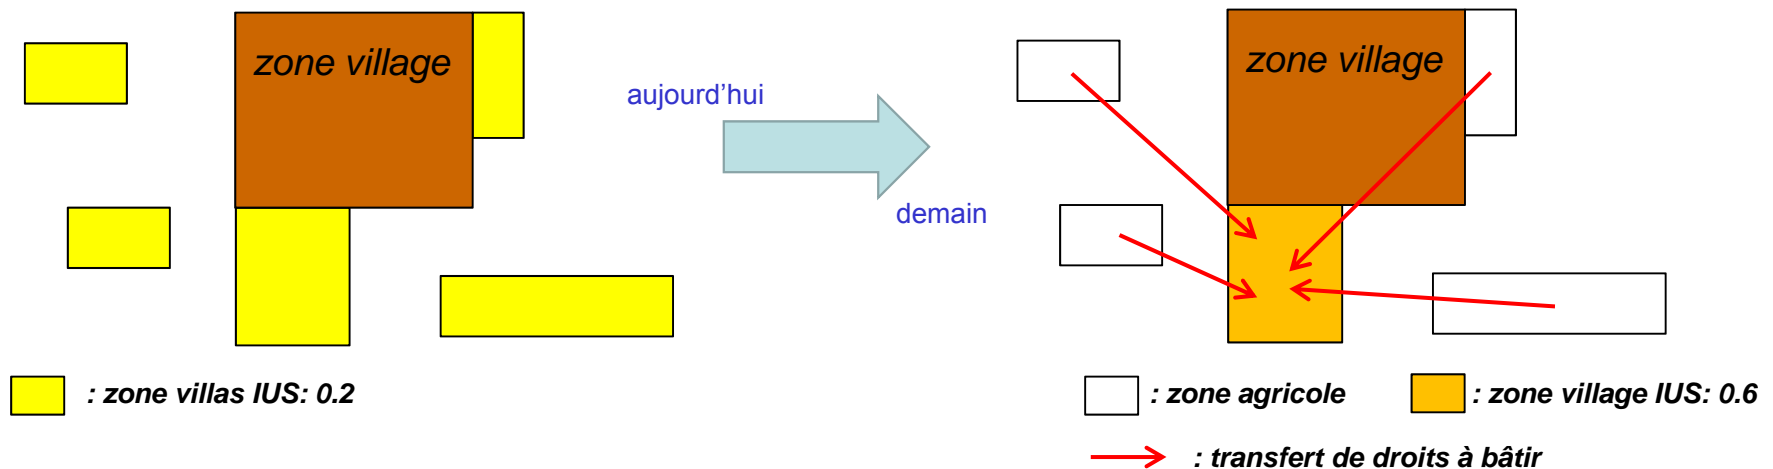 zone village
aujourd'hui
demain
zone village
: zone villas IUS: 0.2
: zone agricole
: zone village IUS: 0.6
: transfert de droits à bâtir